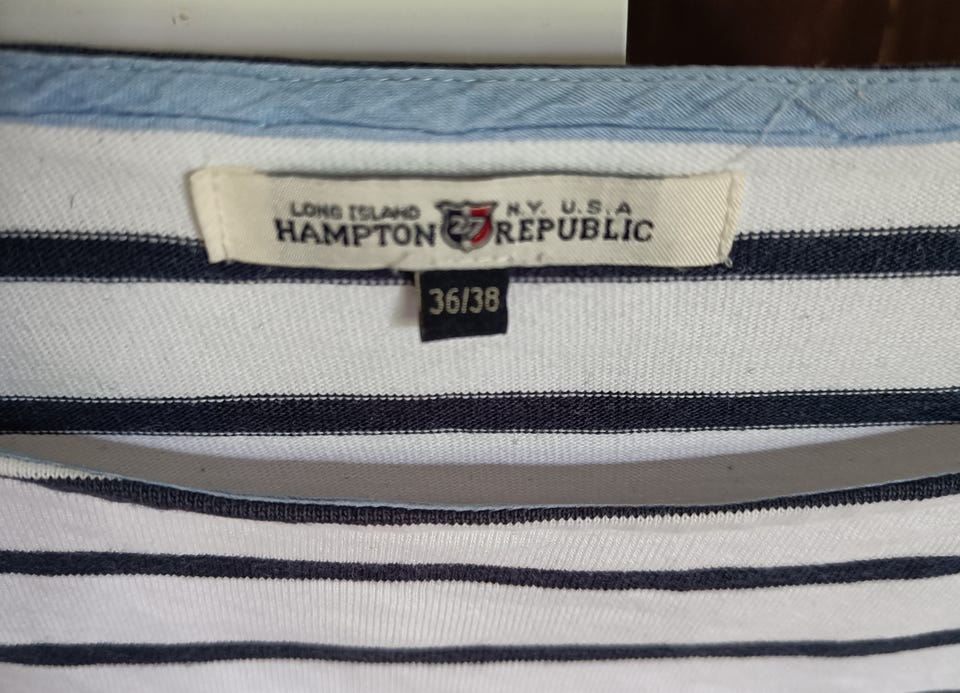 LONG ISLAND N.Y. U.S.A
HAMPTON 27 REPUBLIC
36/38